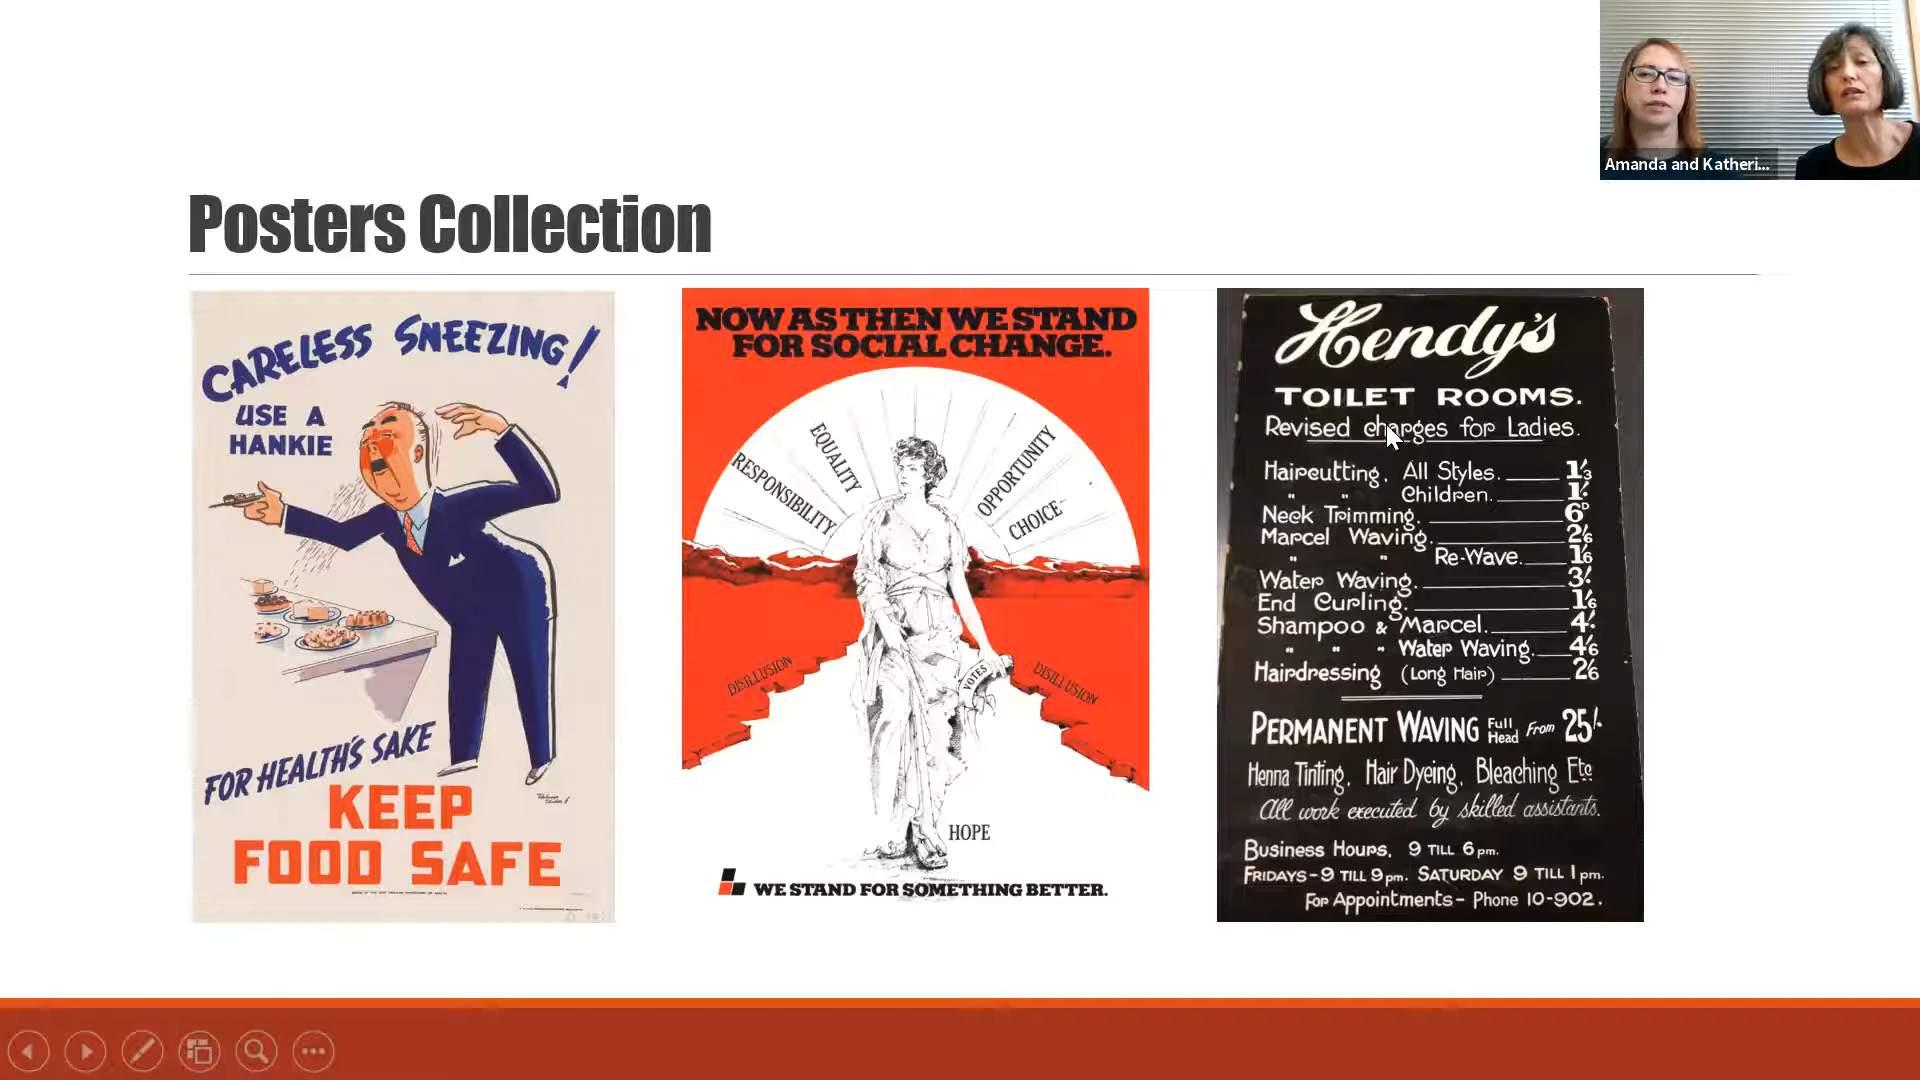 Amanda and Katheri...
Posters Collection
CARELESS SNEEZING!
USE A
HANKIE
FOR HEALTH'S SAKE
KEEP
FOOD SAFE
NOW AS THEN WE STAND
FOR SOCIAL CHANGE.
RESPONSIBILITY
EQUALITY
OPPORTUNITY
CHOICE
DISILLUSION
VOTES
DISILLUSION
HOPE
WE STAND FOR SOMETHING BETTER.
Hendy's
TOILET ROOMS.
Revised charges for Ladies.
Haircutting, All Styles. 1/3
" " Children. 1/-
Neck Trimming. 6D
Marcel Waving. 2/6
" " Re-Wave. 1/6
Water Waving. 3/-
End Curling. 1/6
Shampoo & Marcel. 4/-
" " " Water Waving. 4/6
Hairdressing (Long Hair) 2/6
PERMANENT WAVING Full Head From 25/-
Henna Tinting, Hair Dyeing, Bleaching Etc
All work executed by skilled assistants.
Business Hours, 9 TILL 6 pm.
FRIDAYS - 9 TILL 9 pm. SATURDAY 9 TILL 1 pm.
For Appointments - Phone 10-902.